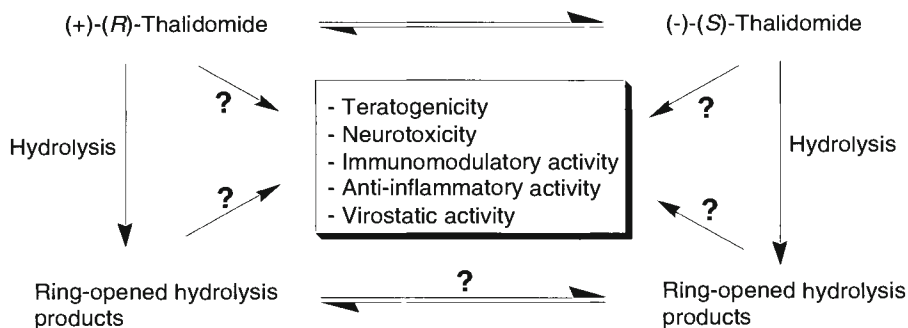 (+)-(R)-Thalidomide
(-)-(S)-Thalidomide
?
?
- Teratogenicity
- Neurotoxicity
- Immunomodulatory activity
- Anti-inflammatory activity
- Virostatic activity
Hydrolysis
Hydrolysis
?
?
Ring-opened hydrolysis
products
?
Ring-opened hydrolysis
products